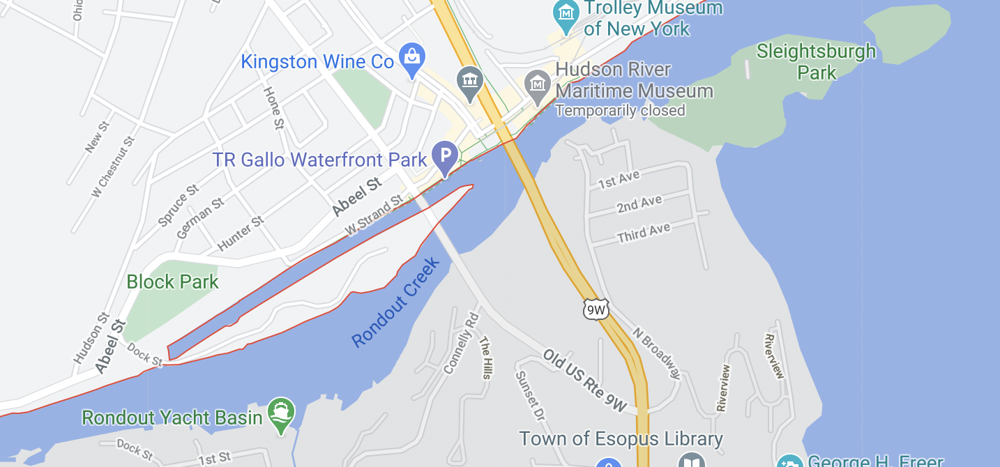 Ohio
Trolley Museum
of New York
Kingston Wine Co
Sleightsburgh
Park
Hudson River
Maritime Museum
Temporarily closed
Hone St
New St
W Chestnut St
TR Gallo Waterfront Park
P
1st Ave
2nd Ave
Third Ave
Abeel St
W Strand St
Spruce St
German St
Hunter St
Block Park
Rondout Creek
9W
Hudson St
Abeel St
Dock St
Connelly Rd
The Hills
N Broadway
Old US Rte 9W
Sunset Dr
Riverview
Riverview
Rondout Yacht Basin
Dock St
1st St
Town of Esopus Library
George H. Freer